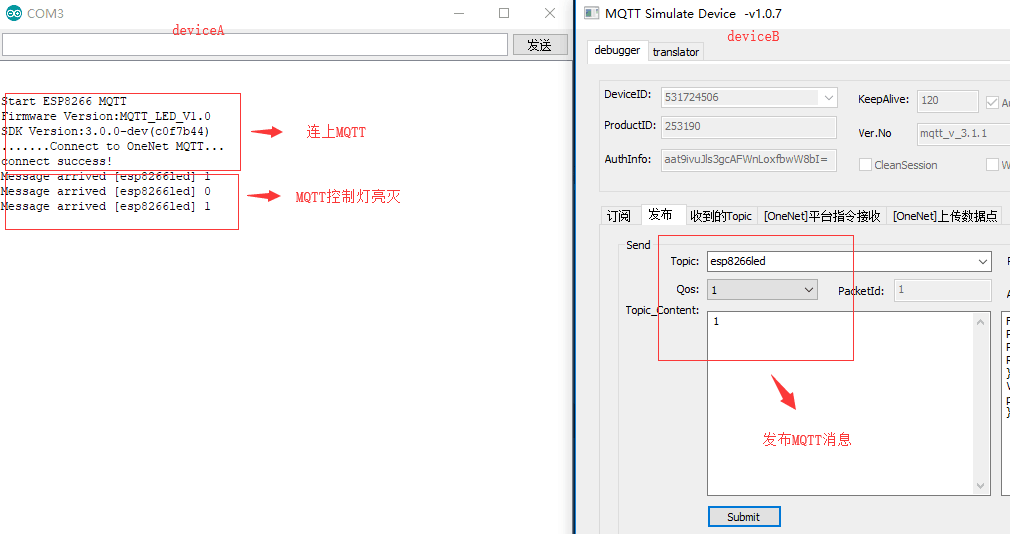 COM3
deviceA
发送
Start ESP8266 MQTT
Firmware Version:MQTT_LED_V1.0
SDK Version:3.0.0-dev(c0f7b44)
.......Connect to OneNet MQTT...
connect success!
Message arrived [esp8266led] 1
Message arrived [esp8266led] 0
Message arrived [esp8266led] 1
连上MQTT
MQTT控制灯亮灭
MQTT Simulate Device -v1.0.7
deviceB
debugger translator
DeviceID: 531724506 KeepAlive: 120
ProductID: 253190 Ver.No mqtt_v_3.1.1
AuthInfo: aat9ivuJls3gcAFWnLoxfbwW8bI= CleanSession
订阅 发布 收到的Topic [OneNet]平台指令接收 [OneNet]上传数据点
Send
Topic: esp8266led
Qos: 1 PacketId: 1
Topic_Content: 1
发布MQTT消息
Submit